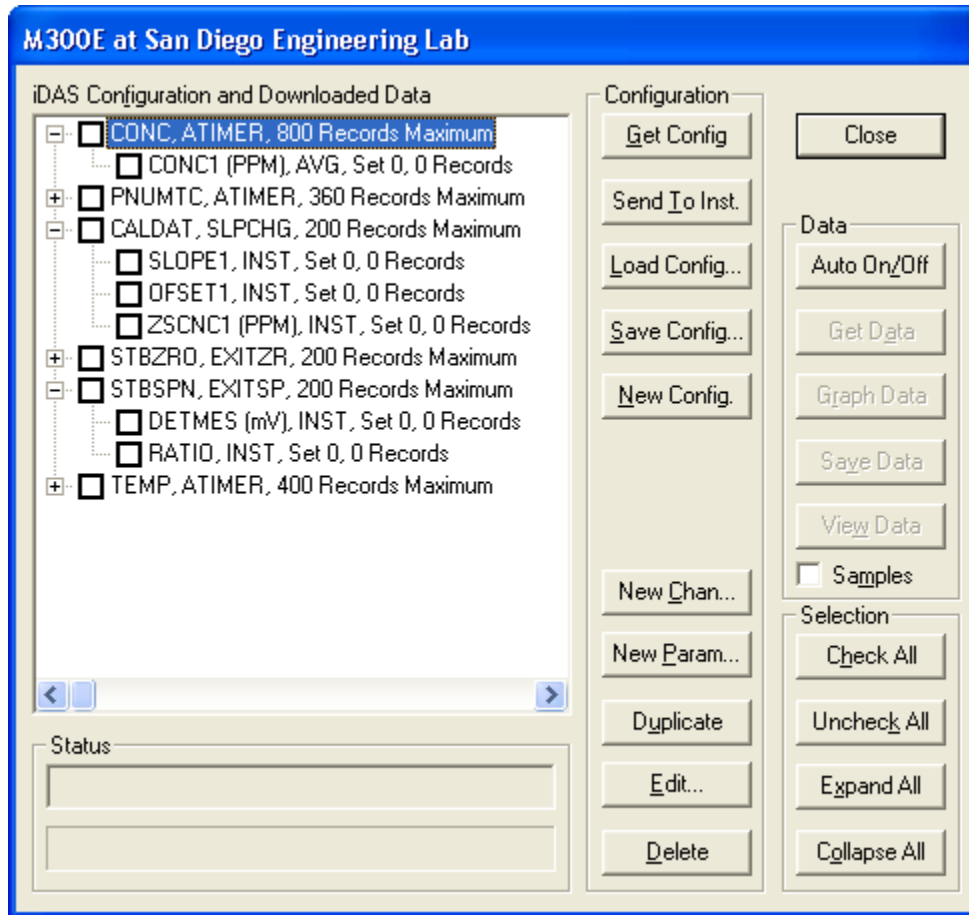 M300E at San Diego Engineering Lab
iDAS Configuration and Downloaded Data
CONC, ATIMER, 800 Records Maximum
CONC1 (PPM), AVG, Set 0, 0 Records
PNUMTC, ATIMER, 360 Records Maximum
CALDAT, SLPCHG, 200 Records Maximum
SLOPE1, INST, Set 0, 0 Records
OFSET1, INST, Set 0, 0 Records
ZSCNC1 (PPM), INST, Set 0, 0 Records
STBZRO, EXITZR, 200 Records Maximum
STBSPN, EXITSP, 200 Records Maximum
DETMES (mV), INST, Set 0, 0 Records
RATIO, INST, Set 0, 0 Records
TEMP, ATIMER, 400 Records Maximum
Status
Configuration
Get Config
Send To Inst.
Load Config...
Save Config...
New Config.
New Chan...
New Param...
Duplicate
Edit...
Delete
Close
Data
Auto On/Off
Get Data
Graph Data
Save Data
View Data
Samples
Selection
Check All
Uncheck All
Expand All
Collapse All